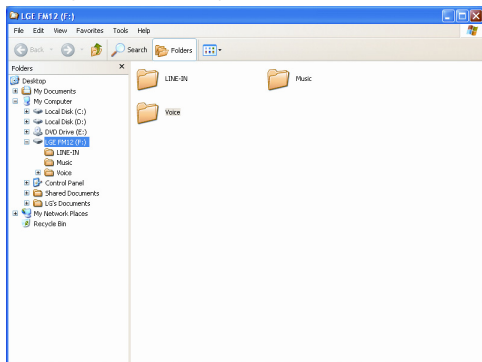 LGE FM12 (F:)
File Edit View Favorites Tools Help
Back Search Folders
Folders
Desktop
My Documents
My Computer
Local Disk (C:)
Local Disk (D:)
DVD Drive (E:)
LGE FM12 (F:)
LINE-IN
Music
Voice
Control Panel
Shared Documents
LG's Documents
My Network Places
Recycle Bin
LINE-IN Music
Voice